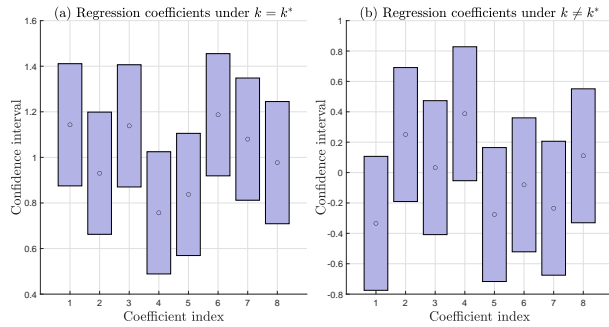 (a) Regression coefficients under k = k*
1.6
1.4
1.2
1
0.8
0.6
0.4
Confidence interval
1 2 3 4 5 6 7 8
Coefficient index
(b) Regression coefficients under k ≠ k*
1
0.8
0.6
0.4
0.2
0
-0.2
-0.4
-0.6
-0.8
Confidence interval
1 2 3 4 5 6 7 8
Coefficient index